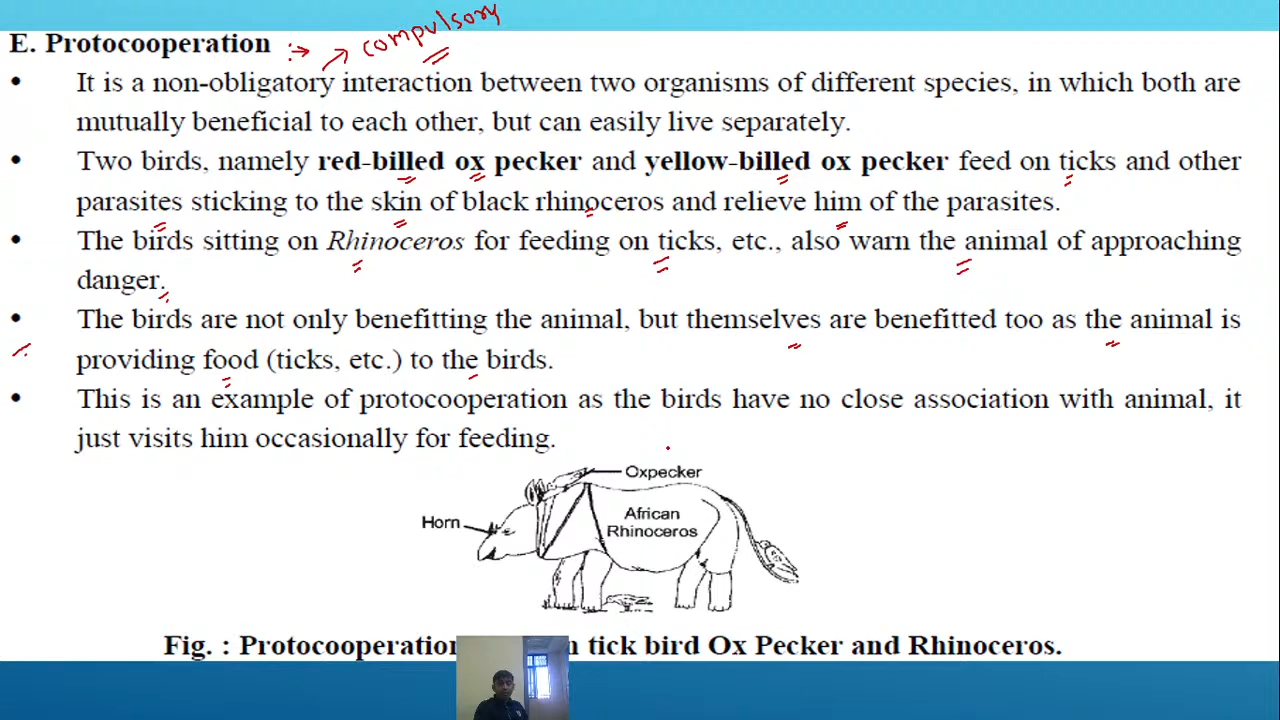 E. Protocooperation :→ → compulsory
• It is a non-obligatory interaction between two organisms of different species, in which both are
mutually beneficial to each other, but can easily live separately.
• Two birds, namely red-billed ox pecker and yellow-billed ox pecker feed on ticks and other
parasites sticking to the skin of black rhinoceros and relieve him of the parasites.
• The birds sitting on Rhinoceros for feeding on ticks, etc., also warn the animal of approaching
danger.
• The birds are not only benefitting the animal, but themselves are benefitted too as the animal is
providing food (ticks, etc.) to the birds.
• This is an example of protocooperation as the birds have no close association with animal, it
just visits him occasionally for feeding.
Oxpecker
Horn
African
Rhinoceros
Fig. : Protocooperation tick bird Ox Pecker and Rhinoceros.